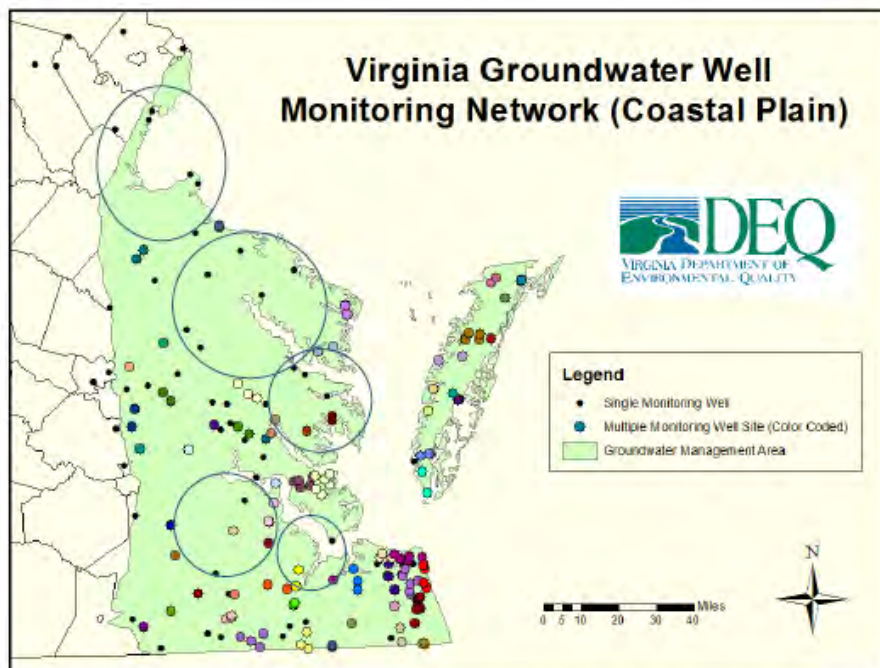 Virginia Groundwater Well
Monitoring Network (Coastal Plain)
DEQ
VIRGINIA DEPARTMENT OF
ENVIRONMENTAL QUALITY
Legend
Single Monitoring Well
Multiple Monitoring Well Site (Color Coded)
Groundwater Management Area
N
Miles
0 5 10 20 30 40